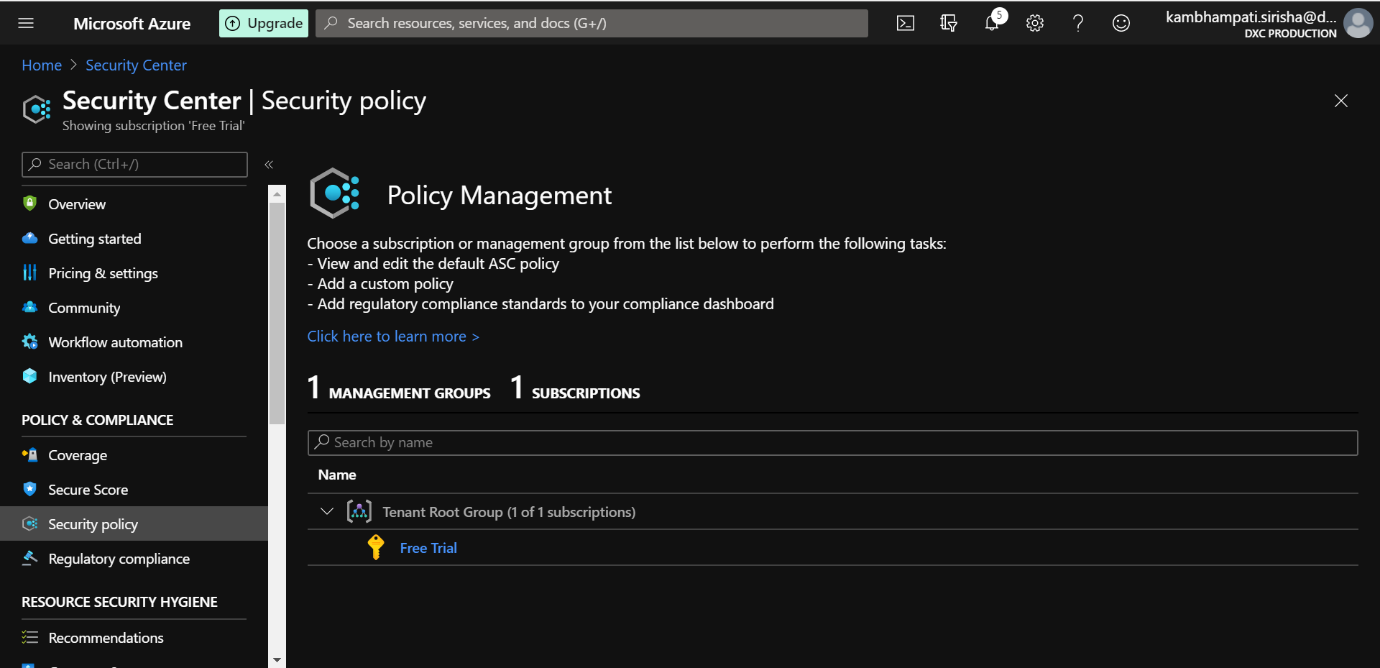 Microsoft Azure
Upgrade
Search resources, services, and docs (G+/)
5
kambhampati.sirisha@d...
DXC PRODUCTION
Home > Security Center
Security Center | Security policy
Showing subscription 'Free Trial'
Search (Ctrl+/)
«
Overview
Getting started
Pricing & settings
Community
Workflow automation
Inventory (Preview)
POLICY & COMPLIANCE
Coverage
Secure Score
Security policy
Regulatory compliance
RESOURCE SECURITY HYGIENE
Recommendations
Policy Management
Choose a subscription or management group from the list below to perform the following tasks:
- View and edit the default ASC policy
- Add a custom policy
- Add regulatory compliance standards to your compliance dashboard
Click here to learn more >
1 MANAGEMENT GROUPS 1 SUBSCRIPTIONS
Search by name
Name
Tenant Root Group (1 of 1 subscriptions)
Free Trial